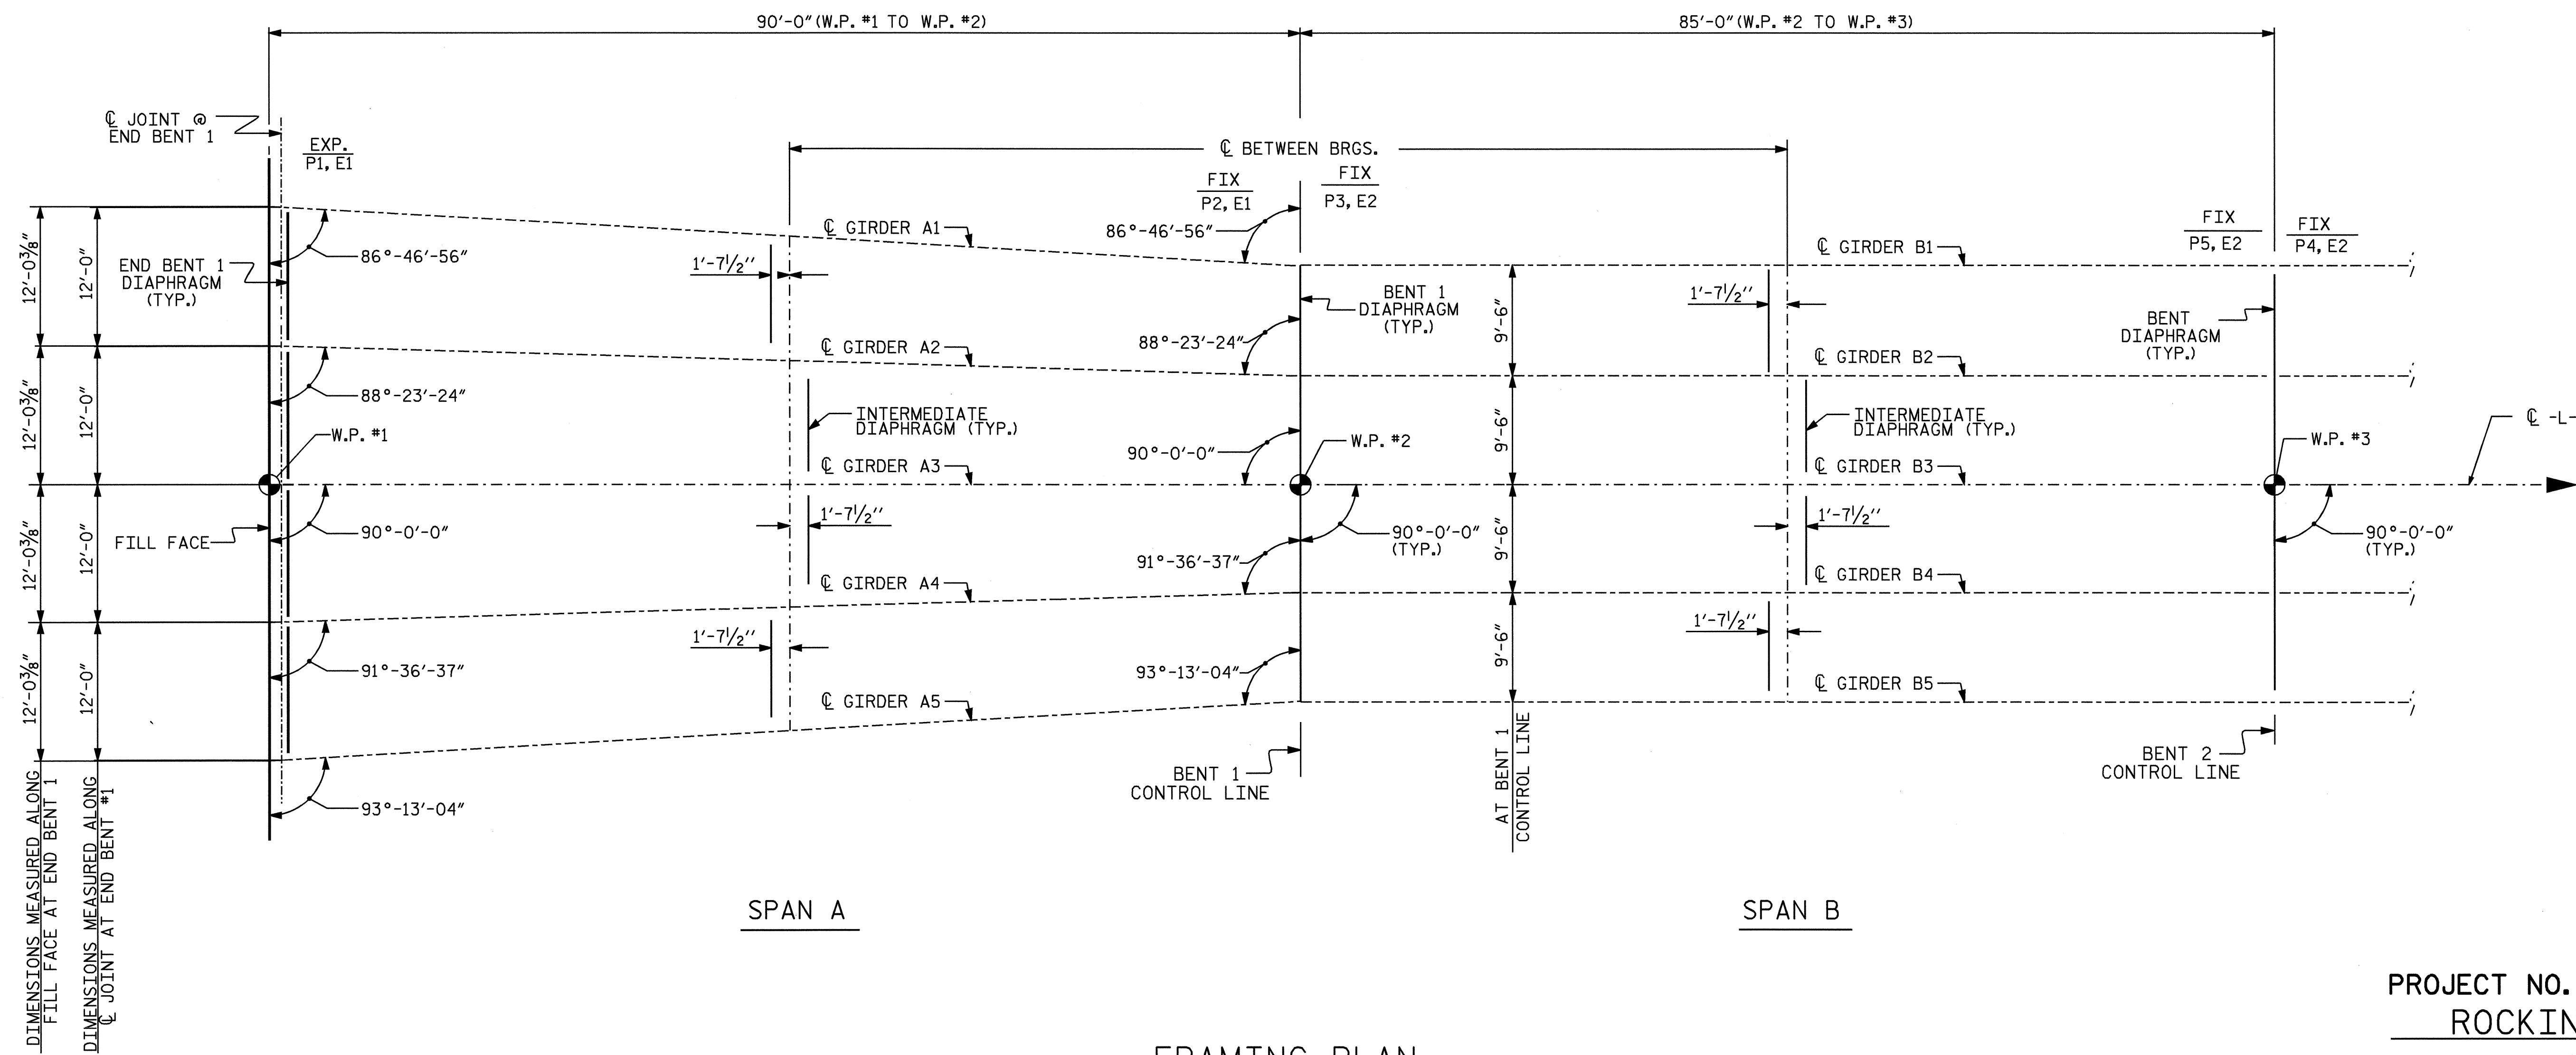 90'-0" (W.P. #1 TO W.P. #2)
85'-0" (W.P. #2 TO W.P. #3)
℄ JOINT @
END BENT 1
EXP.
P1, E1
℄ BETWEEN BRGS.
FIX
P2, E1
FIX
P3, E2
FIX
P5, E2
FIX
P4, E2
12'-0⅜"
12'-0"
END BENT 1
DIAPHRAGM
(TYP.)
86°-46'-56"
1'-7½"
℄ GIRDER A1
86°-46'-56"
BENT 1
DIAPHRAGM
(TYP.)
9'-6"
1'-7½"
℄ GIRDER B1
BENT
DIAPHRAGM
(TYP.)
12'-0⅜"
12'-0"
88°-23'-24"
℄ GIRDER A2
88°-23'-24"
9'-6"
℄ GIRDER B2
W.P. #1
INTERMEDIATE
DIAPHRAGM (TYP.)
℄ GIRDER A3
90°-0'-0"
W.P. #2
INTERMEDIATE
DIAPHRAGM (TYP.)
℄ GIRDER B3
W.P. #3
℄ -L-
FILL FACE
12'-0⅜"
12'-0"
90°-0'-0"
1'-7½"
℄ GIRDER A4
91°-36'-37"
90°-0'-0"
(TYP.)
9'-6"
1'-7½"
℄ GIRDER B4
90°-0'-0"
(TYP.)
12'-0⅜"
12'-0"
91°-36'-37"
1'-7½"
℄ GIRDER A5
93°-13'-04"
9'-6"
1'-7½"
℄ GIRDER B5
93°-13'-04"
BENT 1
CONTROL LINE
AT BENT 1
CONTROL LINE
BENT 2
CONTROL LINE
DIMENSIONS MEASURED ALONG
FILL FACE AT END BENT 1
DIMENSIONS MEASURED ALONG
℄ JOINT AT END BENT #1
SPAN A
SPAN B
PROJECT NO.
ROCKIN
FRAMING PLAN